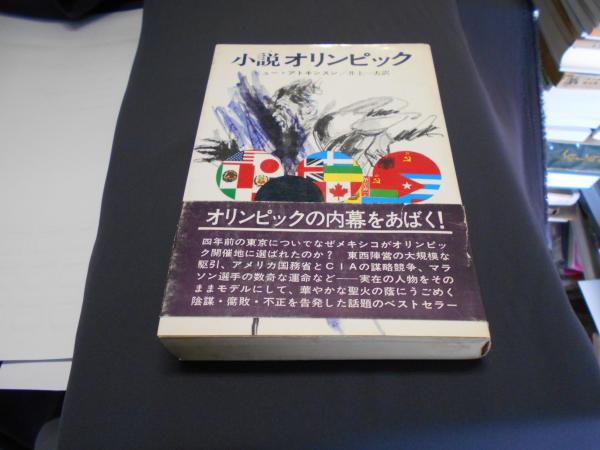 小説オリンピック
ヒュー・アトキンスン／井上一夫訳
オリンピックの内幕をあばく！
四年前の東京についでなぜメキシコがオリンピッ
ク開催地に選ばれたのか？　東西陣営の大規模な
駆引、アメリカ国務省とＣＩＡの謀略競争、マラ
ソン選手の数奇な運命など――実在の人物をその
ままモデルにして、華やかな聖火の蔭にうごめく
陰謀・腐敗・不正を告発した話題のベストセラー